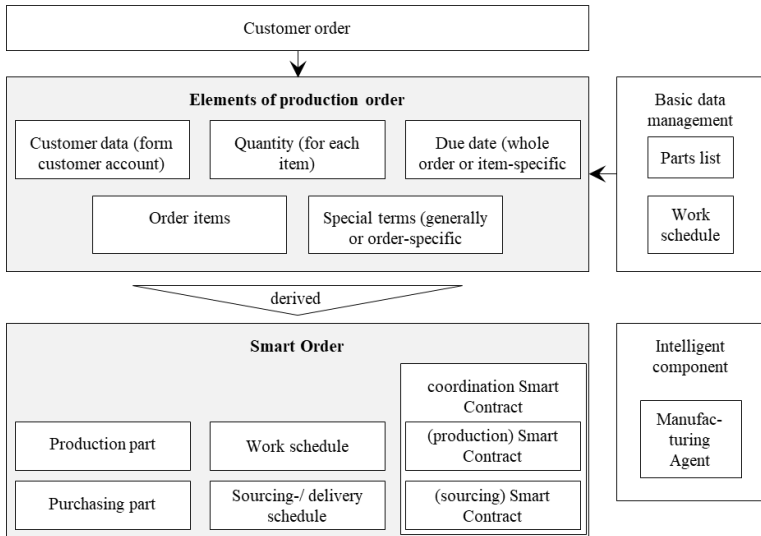 Customer order
Elements of production order
Customer data (form
customer account)
Quantity (for each
item)
Due date (whole
order or item-specific
Order items
Special terms (generally
or order-specific
Basic data
management
Parts list
Work
schedule
derived
Smart Order
coordination Smart
Contract
Production part
Work schedule
(production) Smart
Contract
Purchasing part
Sourcing-/ delivery
schedule
(sourcing) Smart
Contract
Intelligent
component
Manufac-
turing
Agent